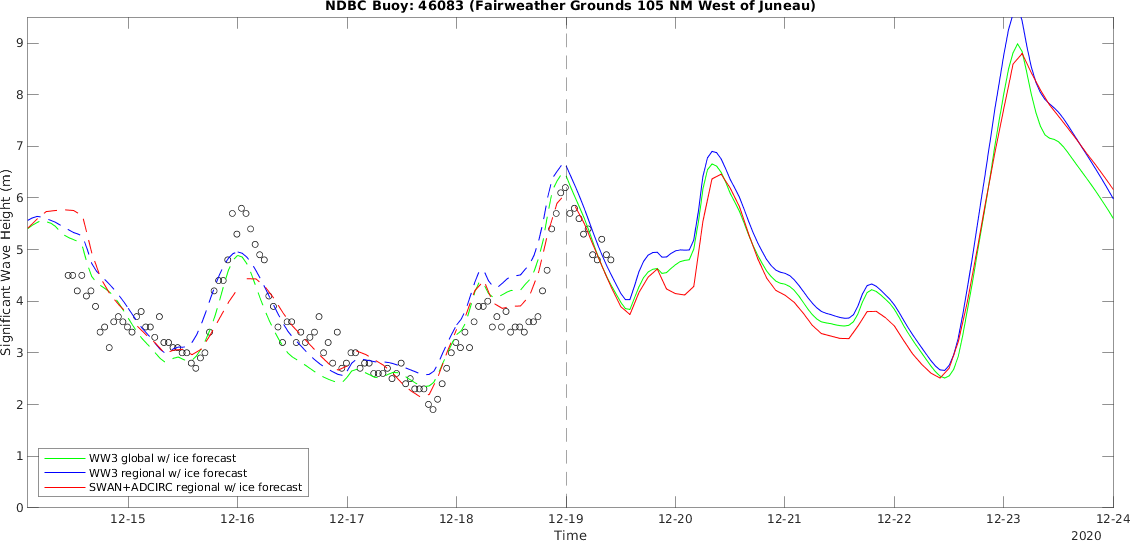 NDBC Buoy: 46083 (Fairweather Grounds 105 NM West of Juneau)
Significant Wave Height (m)
9
8
7
6
5
4
3
2
1
0
WW3 global w/ ice forecast
WW3 regional w/ ice forecast
SWAN+ADCIRC regional w/ ice forecast
12-15 12-16 12-17 12-18 12-19 12-20 12-21 12-22 12-23 12-24
Time
2020